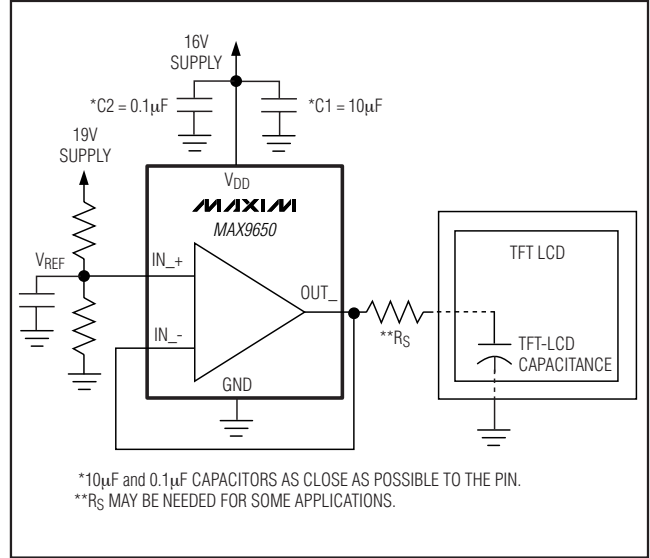 16V
SUPPLY
*C2 = 0.1µF
*C1 = 10µF
19V
SUPPLY
VDD
MAXIM
MAX9650
VREF
IN_+
OUT_
IN_-
GND
**RS
TFT LCD
TFT-LCD
CAPACITANCE
*10µF and 0.1µF CAPACITORS AS CLOSE AS POSSIBLE TO THE PIN.
**RS MAY BE NEEDED FOR SOME APPLICATIONS.